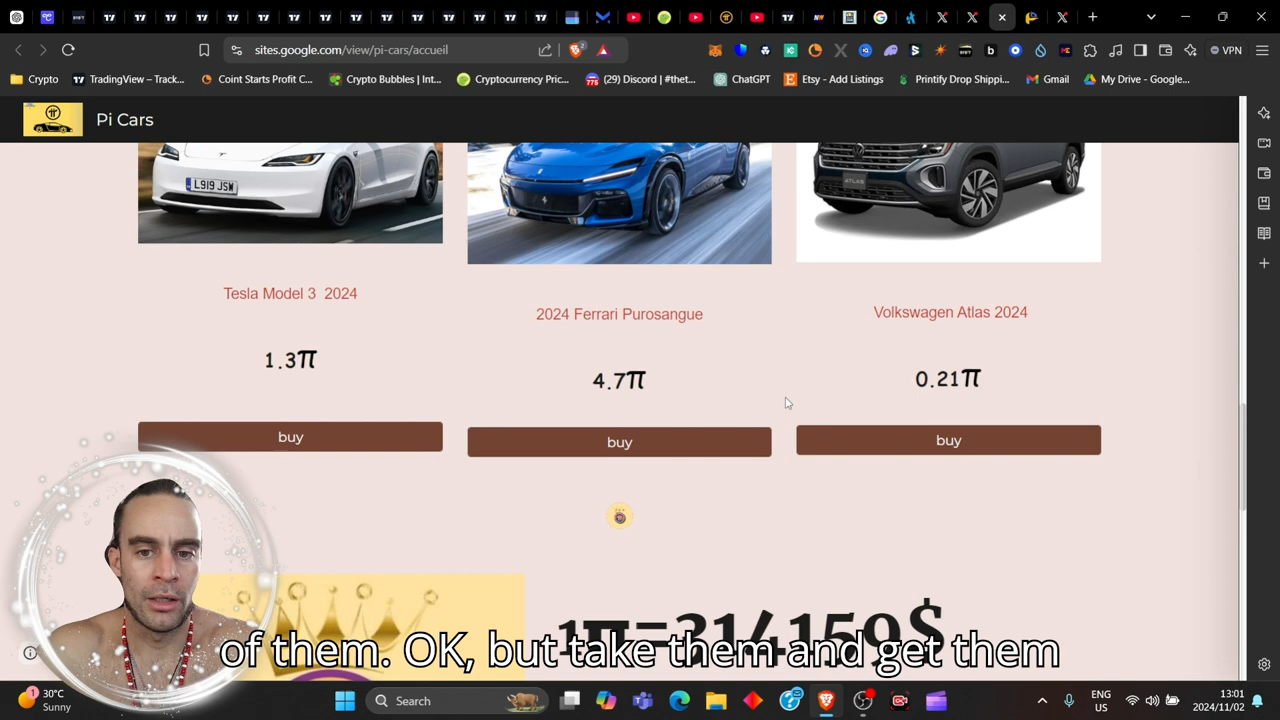 sites.google.com/view/pi-cars/accueil
VPN
Crypto
TradingView – Track...
Coint Starts Profit C...
Crypto Bubbles | Int...
Cryptocurrency Pric...
(29) Discord | #thet...
ChatGPT
Etsy - Add Listings
Printify Drop Shippi...
Gmail
My Drive - Google...
Pi Cars
L919 JSW
ATLAS
Tesla Model 3 2024
2024 Ferrari Purosangue
Volkswagen Atlas 2024
1.3π
4.7π
0.21π
buy
buy
buy
1π=314159$
of them. OK, but take them and get them
30°C
Sunny
Search
ENG
US
13:01
2024/11/02